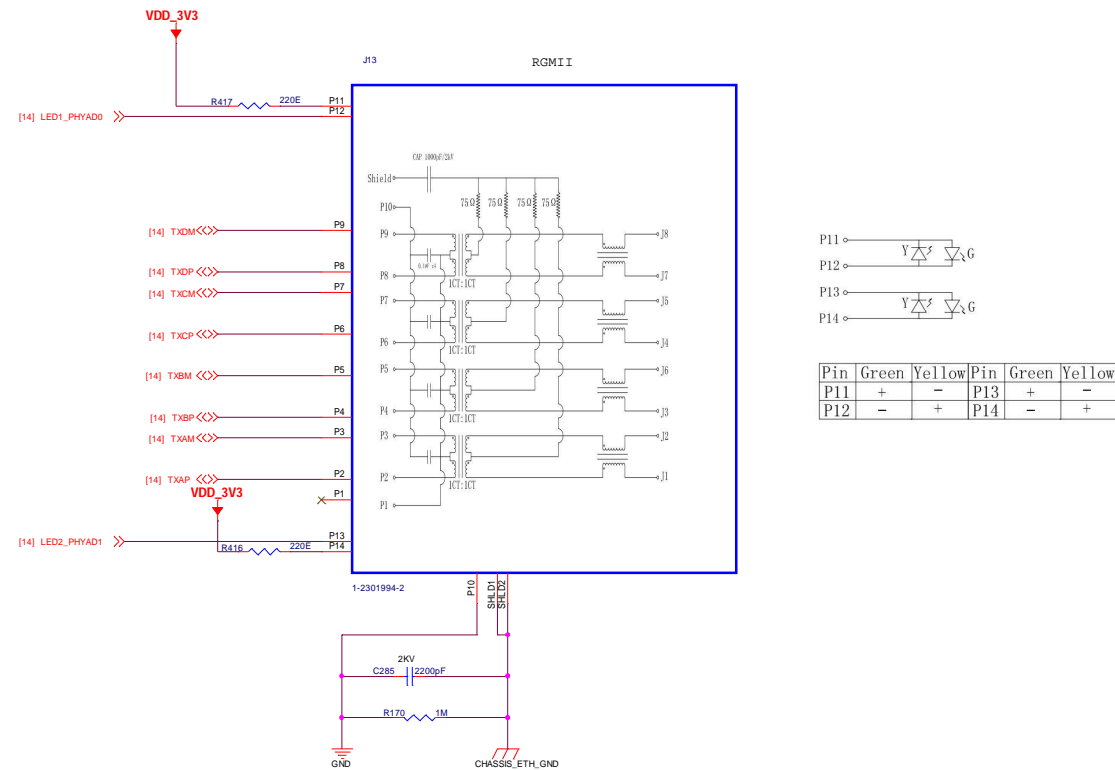 VDD_3V3
J13
RGMII
R417 220E P11
[14] LED1_PHYAD0 P12
CAP 1000pF/2kV
Shield
75Ω 75Ω 75Ω 75Ω
P10
[14] TXDM P9 P9 J8
[14] TXDP P8 P8 J7
1CT:1CT
[14] TXCM P7 P7 J5
[14] TXCP P6 P6 J4
1CT:1CT
[14] TXBM P5 P5 J6
[14] TXBP P4 P4 J3
1CT:1CT
[14] TXAM P3 P3 J2
[14] TXAP P2 P2 J1
1CT:1CT
VDD_3V3
P1 P1
[14] LED2_PHYAD1 P13
R416 220E P14
1-2301994-2
P10 SHLD1 SHLD2
2KV
C285 2200pF
R170 1M
GND CHASSIS_ETH_GND
P11 Y G
P12
P13 Y G
P14
Pin Green Yellow Pin Green Yellow
P11 + − P13 + −
P12 − + P14 − +